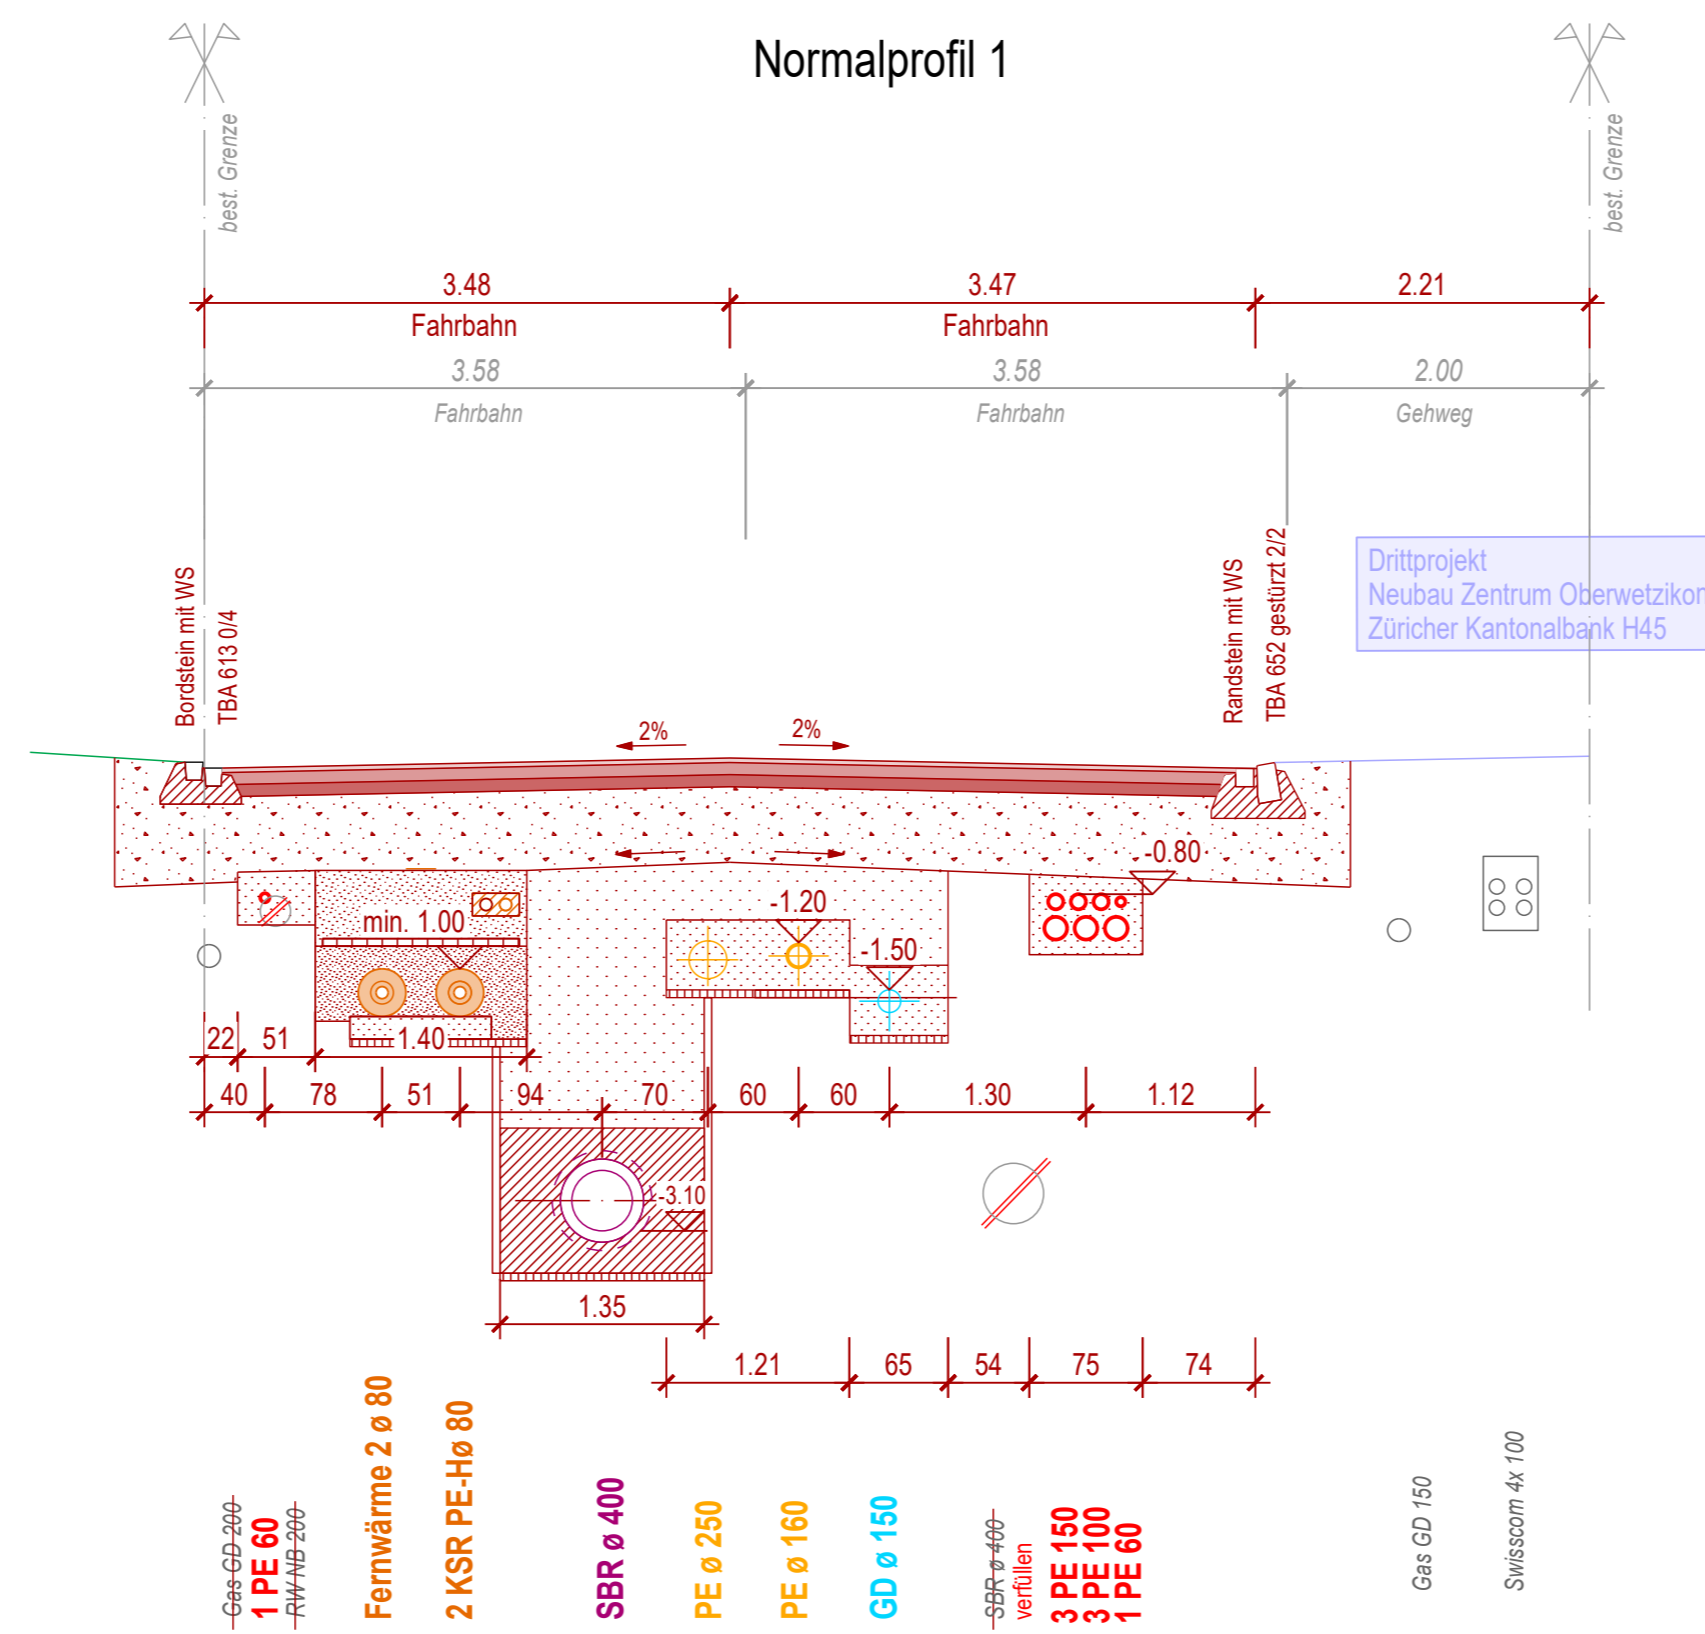 Normalprofil 1
best. Grenze
best. Grenze
3.48
3.47
2.21
Fahrbahn
Fahrbahn
3.58
3.58
2.00
Fahrbahn
Fahrbahn
Gehweg
Bordstein mit WS
TBA 613 0/4
Randstein mit WS
TBA 652 gestürzt 2/2
Drittprojekt
Neubau Zentrum Oberwetzikon
Züricher Kantonalbank H45
2%
2%
-0.80
min. 1.00
-1.20
-1.50
22
51
1.40
40
78
51
94
70
60
60
1.30
1.12
-3.10
1.35
1.21
65
54
75
74
Gas GD 200
1 PE 60
RW NB 200
Fernwärme 2 ø 80
2 KSR PE-Hø 80
SBR ø 400
PE ø 250
PE ø 160
GD ø 150
SBR ø 400
verfüllen
3 PE 150
3 PE 100
1 PE 60
Gas GD 150
Swisscom 4x 100